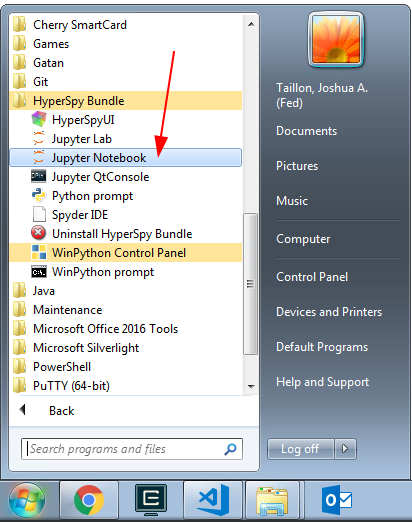 Cherry SmartCard
Games
Gatan
Git
HyperSpy Bundle
HyperSpyUI
Jupyter Lab
Jupyter Notebook
Jupyter QtConsole
Python prompt
Spyder IDE
Uninstall HyperSpy Bundle
WinPython Control Panel
WinPython prompt
Java
Maintenance
Microsoft Office 2016 Tools
Microsoft Silverlight
PowerShell
PuTTY (64-bit)
Back
Search programs and files
Taillon, Joshua A.
(Fed)
Documents
Pictures
Music
Computer
Control Panel
Devices and Printers
Default Programs
Help and Support
Log off